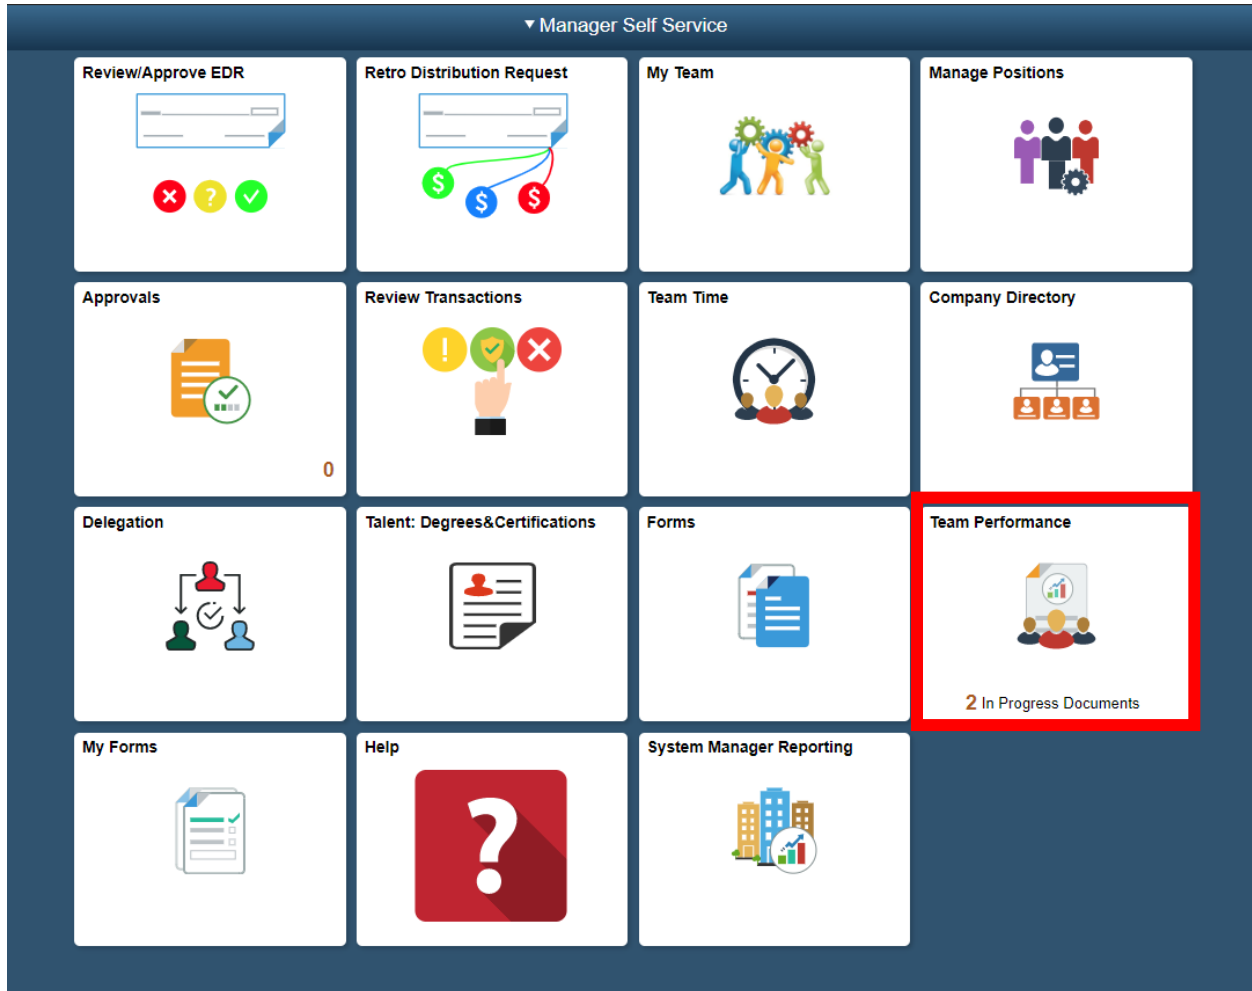 Manager Self Service
Review/Approve EDR
Retro Distribution Request
My Team
Manage Positions
Approvals
0
Review Transactions
Team Time
Company Directory
Delegation
Talent: Degrees&Certifications
Forms
Team Performance
2 In Progress Documents
My Forms
Help
System Manager Reporting